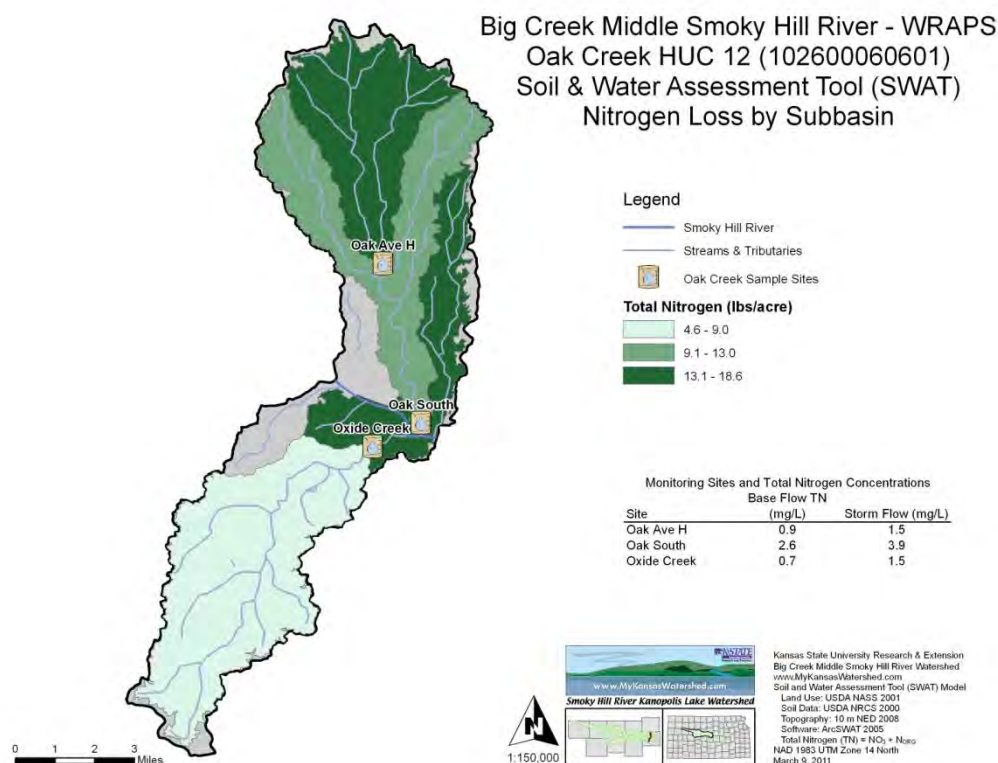 Big Creek Middle Smoky Hill River - WRAPS
Oak Creek HUC 12 (102600060601)
Soil & Water Assessment Tool (SWAT)
Nitrogen Loss by Subbasin
Legend
Smoky Hill River
Streams & Tributaries
Oak Creek Sample Sites
Total Nitrogen (lbs/acre)
4.6 - 9.0
9.1 - 13.0
13.1 - 18.6
Oak Ave H
Oak South
Oxide Creek
Monitoring Sites and Total Nitrogen Concentrations
Base Flow TN
Site (mg/L) Storm Flow (mg/L)
Oak Ave H 0.9 1.5
Oak South 2.6 3.9
Oxide Creek 0.7 1.5
0 1 2 3
Miles
N
1:150,000
K-STATE
www.MyKansasWatershed.com
Smoky Hill River Kanopolis Lake Watershed
Kansas State University Research & Extension
Big Creek Middle Smoky Hill River Watershed
www.MyKansasWatershed.com
Soil and Water Assessment Tool (SWAT) Model
Land Use: USDA NASS 2001
Soil Data: USDA NRCS 2000
Topography: 10 m NED 2008
Software: ArcSWAT 2005
Total Nitrogen (TN) = NO3 + NORG
NAD 1983 UTM Zone 14 North
March 9, 2011